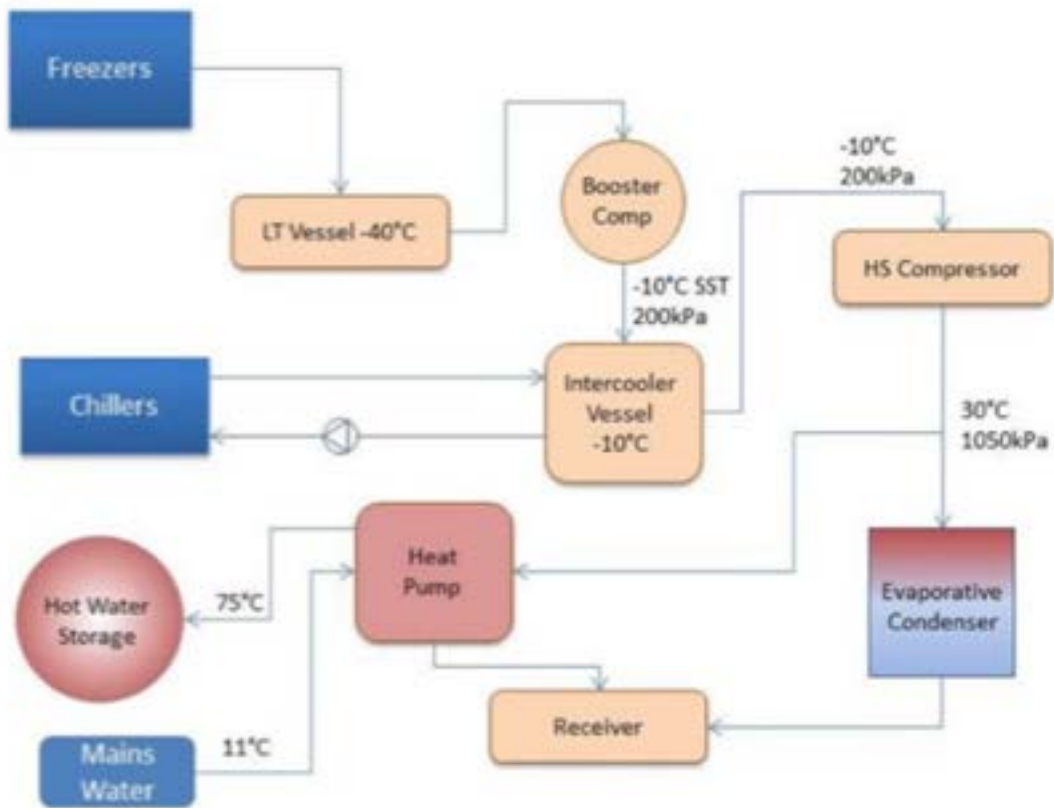 Freezers
LT Vessel -40°C
Booster
Comp
-10°C
200kPa
HS Compressor
-10°C SST
200kPa
Chillers
Intercooler
Vessel
-10°C
30°C
1050kPa
Heat
Pump
Hot Water
Storage
75°C
Evaporative
Condenser
Receiver
Mains
Water
11°C